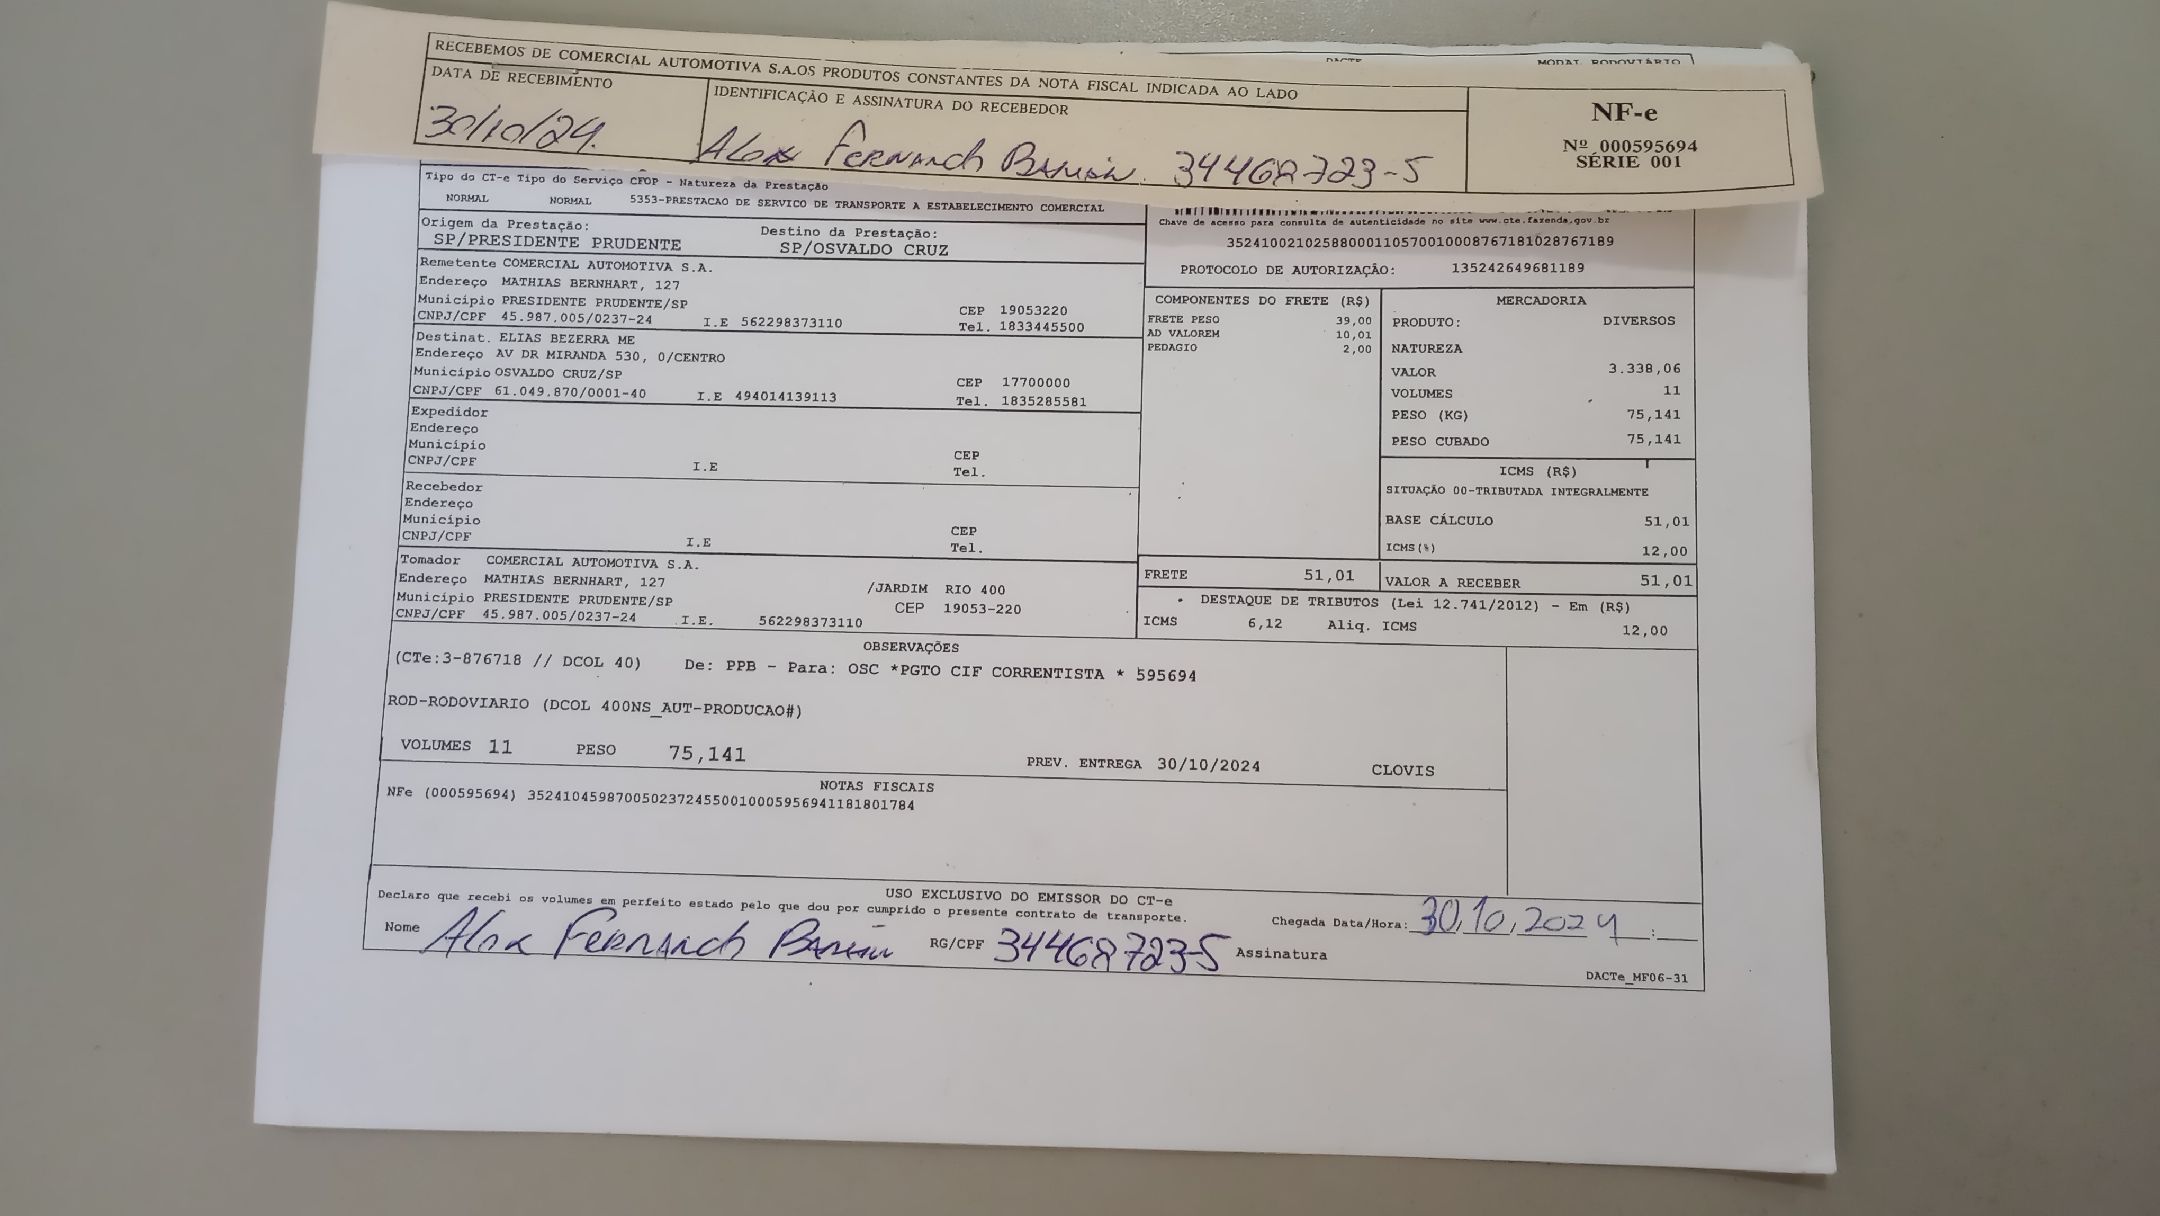 RECEBEMOS DE COMERCIAL AUTOMOTIVA S.A.OS PRODUTOS CONSTANTES DA NOTA FISCAL INDICADA AO LADO
DATA DE RECEBIMENTO
30/10/24.
IDENTIFICAÇÃO E ASSINATURA DO RECEBEDOR
Alex Fernando 34468723-5
NF-e
Nº 000595694
SÉRIE 001
DACTE
MODAL RODOVIÁRIO
Tipo do CT-e Tipo do Serviço CFOP - Natureza da Prestação
NORMAL NORMAL 5353-PRESTACAO DE SERVICO DE TRANSPORTE A ESTABELECIMENTO COMERCIAL
Origem da Prestação: Destino da Prestação:
SP/PRESIDENTE PRUDENTE SP/OSVALDO CRUZ
Chave de acesso para consulta de autenticidade no site www.cte.fazenda.gov.br
35241002102588000110570010008767181028767189
PROTOCOLO DE AUTORIZAÇÃO: 135242649681189
Remetente COMERCIAL AUTOMOTIVA S.A.
Endereço MATHIAS BERNHART, 127
Município PRESIDENTE PRUDENTE/SP CEP 19053220
CNPJ/CPF 45.987.005/0237-24 I.E 562298373110 Tel. 1833445500
Destinat. ELIAS BEZERRA ME
Endereço AV DR MIRANDA 530, 0/CENTRO
Município OSVALDO CRUZ/SP CEP 17700000
CNPJ/CPF 61.049.870/0001-40 I.E 494014139113 Tel. 1835285581
Expedidor
Endereço
Município CEP
CNPJ/CPF I.E Tel.
Recebedor
Endereço
Município CEP
CNPJ/CPF I.E Tel.
Tomador COMERCIAL AUTOMOTIVA S.A.
Endereço MATHIAS BERNHART, 127 /JARDIM RIO 400
Município PRESIDENTE PRUDENTE/SP CEP 19053-220
CNPJ/CPF 45.987.005/0237-24 I.E. 562298373110
COMPONENTES DO FRETE (R$)
FRETE PESO 39,00
AD VALOREM 10,01
PEDAGIO 2,00
MERCADORIA
PRODUTO: DIVERSOS
NATUREZA
VALOR 3.338,06
VOLUMES 11
PESO (KG) 75,141
PESO CUBADO 75,141
ICMS (R$)
SITUAÇÃO 00-TRIBUTADA INTEGRALMENTE
BASE CÁLCULO 51,01
ICMS(%) 12,00
FRETE 51,01 VALOR A RECEBER 51,01
DESTAQUE DE TRIBUTOS (Lei 12.741/2012) - Em (R$)
ICMS 6,12 Aliq. ICMS 12,00
OBSERVAÇÕES
(CTe:3-876718 // DCOL 40) De: PPB - Para: OSC *PGTO CIF CORRENTISTA * 595694
ROD-RODOVIARIO (DCOL 400NS_AUT-PRODUCAO#)
VOLUMES 11 PESO 75,141 PREV. ENTREGA 30/10/2024 CLOVIS
NOTAS FISCAIS
NFe (000595694) 35241045987005023724550010005956941181801784
USO EXCLUSIVO DO EMISSOR DO CT-e
Declaro que recebi os volumes em perfeito estado pelo que dou por cumprido o presente contrato de transporte.
Chegada Data/Hora: 30,10,2024 :
Nome Alex Fernando RG/CPF 34468723-5 Assinatura
DACTe_MF06-31